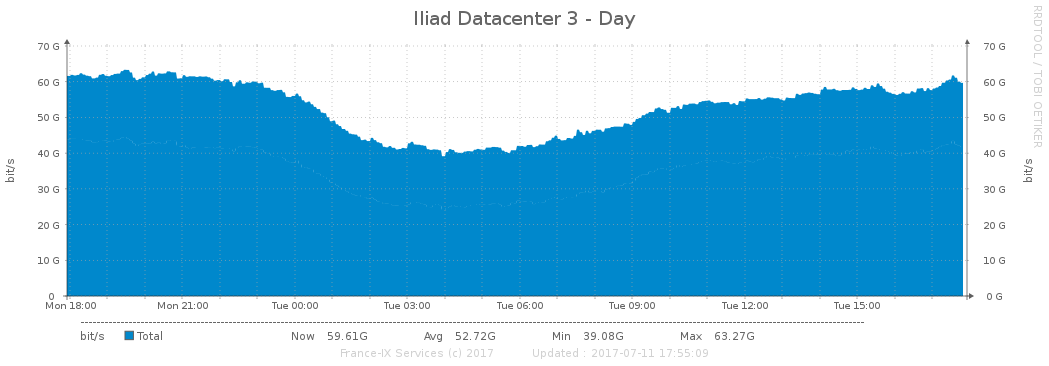 Iliad Datacenter 3 - Day
RRDTOOL / TOBI OETIKER
bit/s
70 G
60 G
50 G
40 G
30 G
20 G
10 G
0
70 G
60 G
50 G
40 G
30 G
20 G
10 G
0 G
bit/s
Mon 18:00 Mon 21:00 Tue 00:00 Tue 03:00 Tue 06:00 Tue 09:00 Tue 12:00 Tue 15:00
bit/s Total Now 59.61G Avg 52.72G Min 39.08G Max 63.27G
France-IX Services (c) 2017 Updated : 2017-07-11 17:55:09